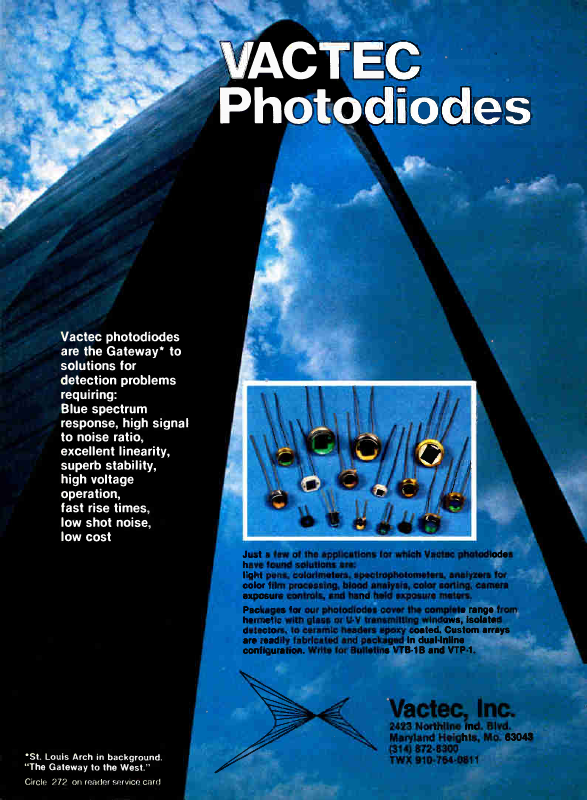 VACTEC
Photodiodes
Vactec photodiodes
are the Gateway* to
solutions for
detection problems
requiring:
Blue spectrum
response, high signal
to noise ratio,
excellent linearity,
superb stability,
high voltage
operation,
fast rise times,
low shot noise,
low cost
Just a few of the applications for which Vactec photodiodes
have found solutions are:
light pens, colorimeters, spectrophotometers, analyzers for
color film processing, blood analysis, color sorting, camera
exposure controls, and hand held exposure meters.
Packages for our photodiodes cover the complete range from
hermetic with glass or U-V transmitting windows, isolated
detectors, to ceramic headers epoxy coated. Custom arrays
are readily fabricated and packaged in dual-inline
configuration. Write for Bulletins VTB-1B and VTP-1.
Vactec, Inc.
2423 Northline Ind. Blvd.
Maryland Heights, Mo. 63043
(314) 872-8300
TWX 910-764-0811
*St. Louis Arch in background.
"The Gateway to the West."
Circle 272 on reader service card